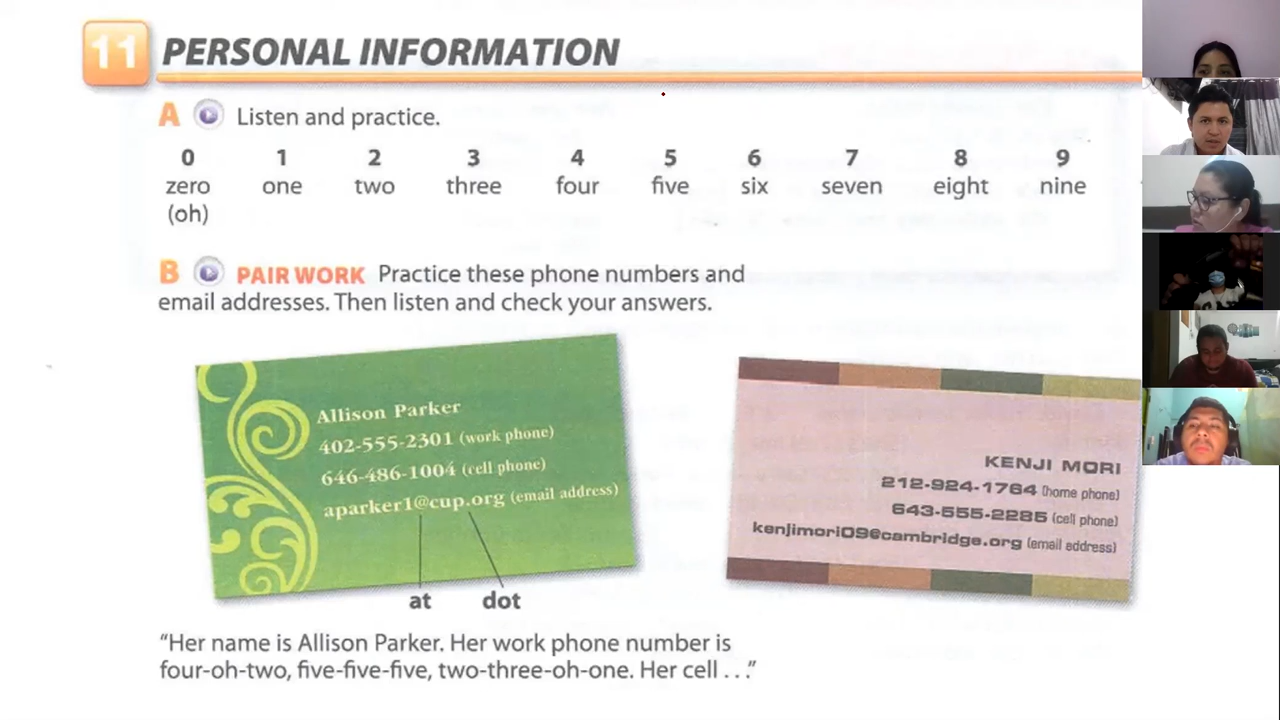 11 PERSONAL INFORMATION
A Listen and practice.
0 1 2 3 4 5 6 7 8 9
zero one two three four five six seven eight nine
(oh)
B PAIR WORK Practice these phone numbers and
email addresses. Then listen and check your answers.
Allison Parker
402-555-2301 (work phone)
646-486-1004 (cell phone)
aparker1@cup.org (email address)
at dot
KENJI MORI
212-924-1764 (home phone)
643-555-2285 (cell phone)
kenjimori09@cambridge.org (email address)
"Her name is Allison Parker. Her work phone number is
four-oh-two, five-five-five, two-three-oh-one. Her cell . . ."